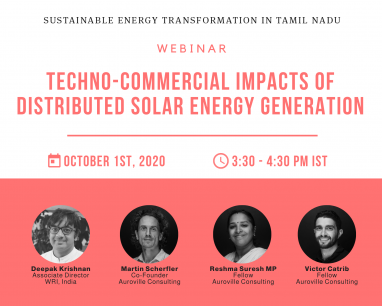 SUSTAINABLE ENERGY TRANSFORMATION IN TAMIL NADU
WEBINAR
TECHNO-COMMERCIAL IMPACTS OF
DISTRIBUTED SOLAR ENERGY GENERATION
OCTOBER 1ST, 2020
3:30 - 4:30 PM IST
Deepak Krishnan
Associate Director
WRI, India
Martin Scherfler
Co-Founder
Auroville Consulting
Reshma Suresh MP
Fellow
Auroville Consulting
Victor Catrib
Fellow
Auroville Consulting